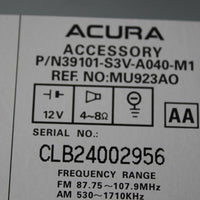 ACURA
ACCESSORY
P/N39101-S3V-A040-M1
REF. NO:MU923AO
12V 4~8Ω AA
SERIAL NO.:
CLB24002956
FREQUENCY RANGE
FM 87.75~107.9MHz
AM 530~1710KHz